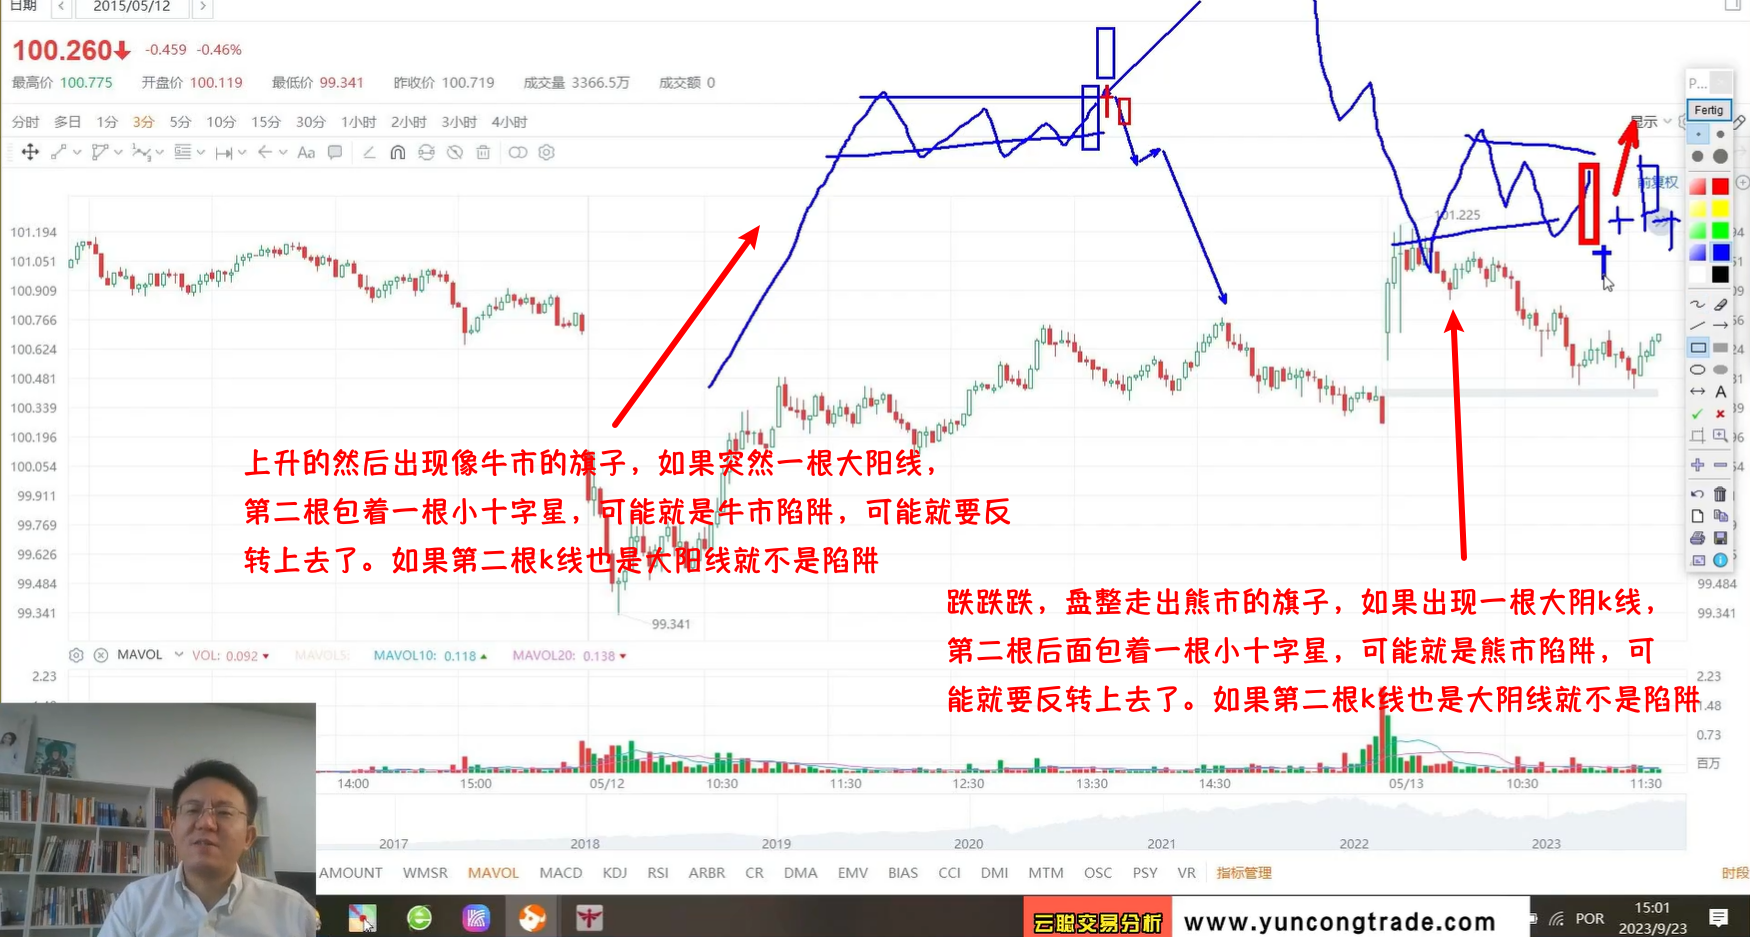 日期 2015/05/12
100.260 -0.459 -0.46%
最高价 100.775 开盘价 100.119 最低价 99.341 昨收价 100.719 成交量 3366.5万 成交额 0
分时 多日 1分 3分 5分 10分 15分 30分 1小时 2小时 3小时 4小时
显示
Aa
前复权
P...
Fertig
A
101.225
101.194
101.051
100.909
100.766
100.624
100.481
100.339
100.196
100.054
99.911
99.769
99.626
99.484
99.341
99.341
99.484
99.341
上升的然后出现像牛市的旗子，如果突然一根大阳线，
第二根包着一根小十字星，可能就是牛市陷阱，可能就要反
转上去了。如果第二根k线也是大阳线就不是陷阱
跌跌跌，盘整走出熊市的旗子，如果出现一根大阴k线，
第二根后面包着一根小十字星，可能就是熊市陷阱，可
能就要反转上去了。如果第二根k线也是大阴线就不是陷阱
MAVOL VOL: 0.092 MAVOL5: MAVOL10: 0.118 MAVOL20: 0.138
2.23
2.23
1.48
0.73
百万
14:00 15:00 05/12 10:30 11:30 12:30 13:30 14:30 05/13 10:30 11:30
2017 2018 2019 2020 2021 2022 2023
AMOUNT WMSR MAVOL MACD KDJ RSI ARBR CR DMA EMV BIAS CCI DMI MTM OSC PSY VR 指标管理 时段
云聪交易分析 www.yuncongtrade.com
POR 15:01
2023/9/23